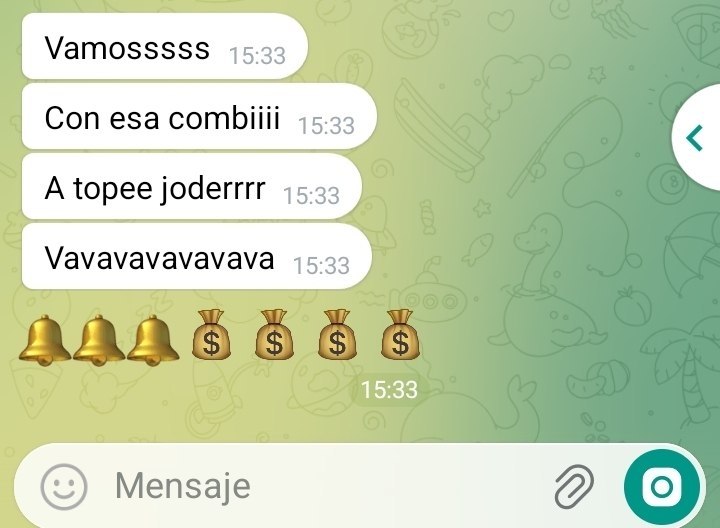 Vamosssss 15:33
Con esa combiiii 15:33
A topee joderrrr 15:33
Vavavavavavava 15:33
🔔🔔🔔💰💰💰💰
15:33
Mensaje